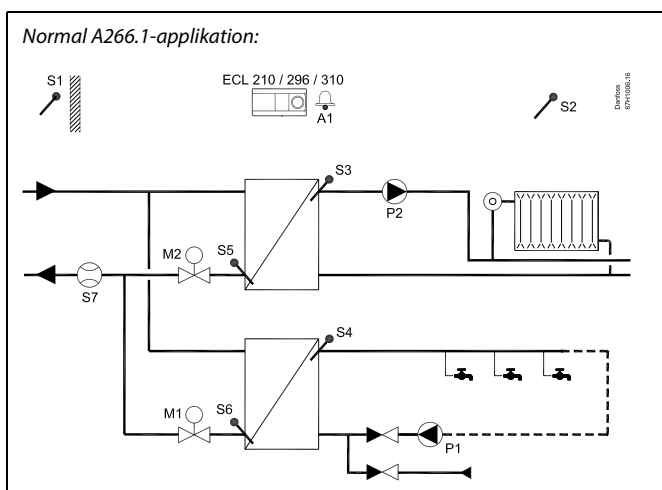 Normal A266.1-applikation:
S1
ECL 210 / 296 / 310
A1
S2
Danfoss
87H1006.16
S3
P2
M2
S5
S7
S4
M1
S6
P1